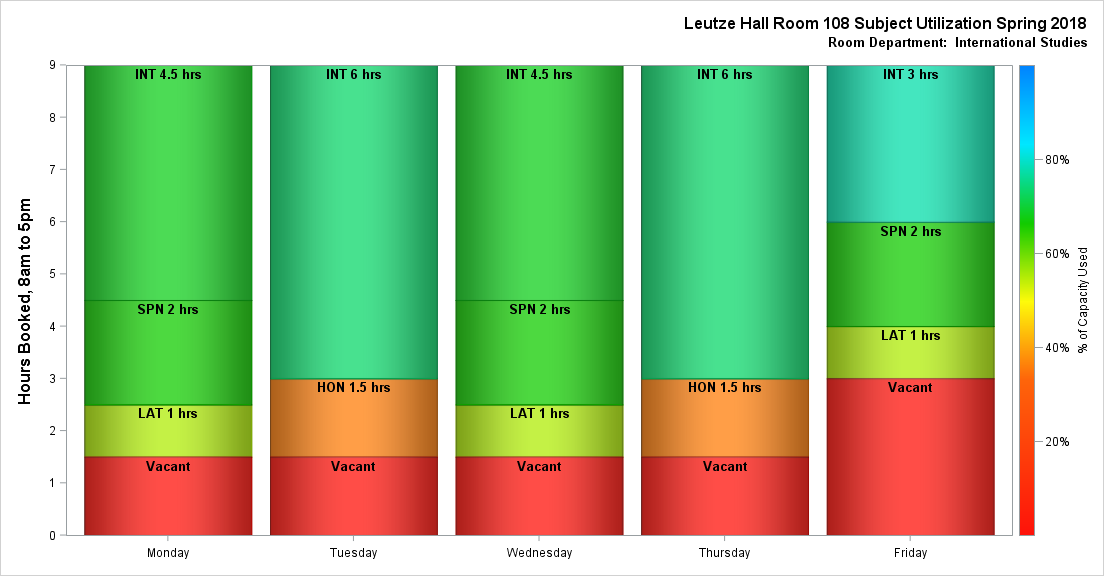 Leutze Hall Room 108 Subject Utilization Spring 2018
Room Department:  International Studies
Hours Booked, 8am to 5pm
9
8
7
6
5
4
3
2
1
0
INT 4.5 hrs
SPN 2 hrs
LAT 1 hrs
Vacant
INT 6 hrs
HON 1.5 hrs
Vacant
INT 4.5 hrs
SPN 2 hrs
LAT 1 hrs
Vacant
INT 6 hrs
HON 1.5 hrs
Vacant
INT 3 hrs
SPN 2 hrs
LAT 1 hrs
Vacant
Monday
Tuesday
Wednesday
Thursday
Friday
80%
60%
40%
20%
% of Capacity Used